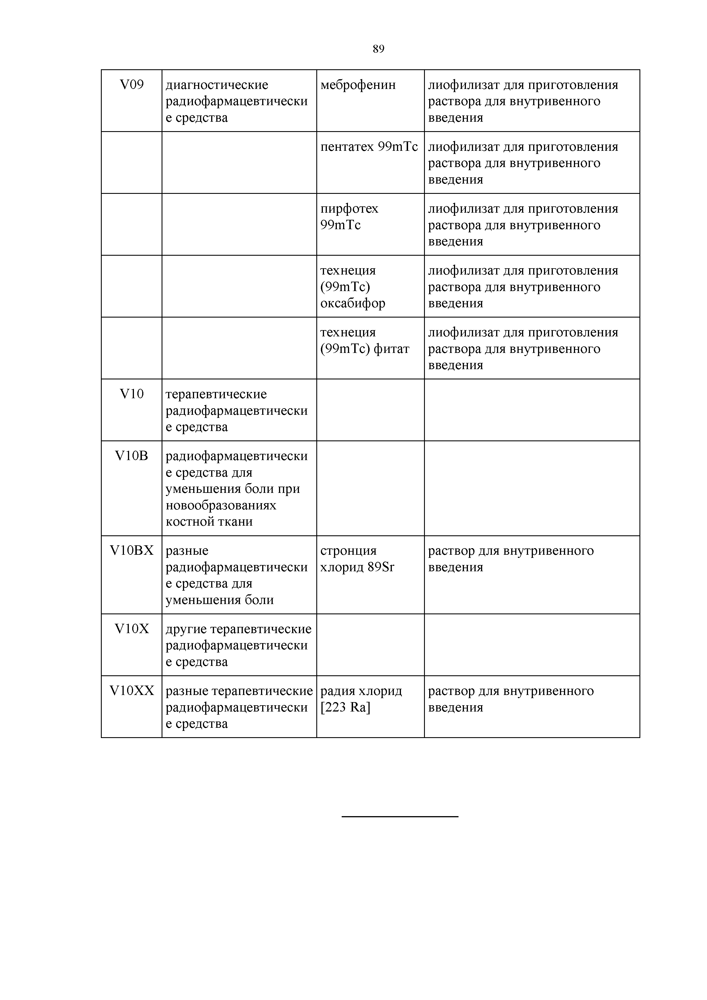 89
V09
диагностические
радиофармацевтически
е средства
меброфенин
лиофилизат для приготовления
раствора для внутривенного
введения
пентатех 99mTc
лиофилизат для приготовления
раствора для внутривенного
введения
пирфотех
99mTc
лиофилизат для приготовления
раствора для внутривенного
введения
технеция
(99mTc)
оксабифор
лиофилизат для приготовления
раствора для внутривенного
введения
технеция
(99mTc) фитат
лиофилизат для приготовления
раствора для внутривенного
введения
V10
терапевтические
радиофармацевтически
е средства
V10B
радиофармацевтически
е средства для
уменьшения боли при
новообразованиях
костной ткани
V10BX
разные
радиофармацевтически
е средства для
уменьшения боли
стронция
хлорид 89Sr
раствор для внутривенного
введения
V10X
другие терапевтические
радиофармацевтически
е средства
V10XX
разные терапевтические
радиофармацевтически
е средства
радия хлорид
[223 Ra]
раствор для внутривенного
введения